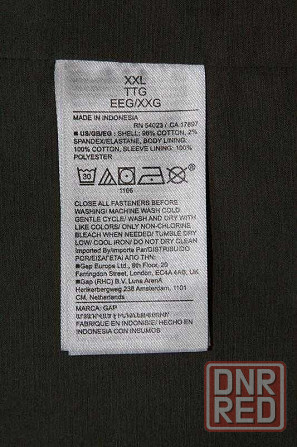 XXL
TTG
EEG/XXG
MADE IN INDONESIA
RN 54023 / CA 17897
● US/GB/EG : SHELL: 98% COTTON, 2%
SPANDEX/ELASTANE, BODY LINING:
100% COTTON, SLEEVE LINING: 100%
POLYESTER
30
1166
CLOSE ALL FASTENERS BEFORE
WASHING/ MACHINE WASH COLD
GENTLE CYCLE/ WASH AND DRY WITH
LIKE COLORS/ ONLY NON-CHLORINE
BLEACH WHEN NEEDED/ TUMBLE DRY
LOW/ COOL IRON/ DO NOT DRY CLEAN
Imported By/Importé Par/DISTRIBUÍDO
POR/
● Gap Europe Ltd., 9th Floor, 20
Farringdon Street, London, EC4A 4AB, UK
● Gap (RHC) B.V., Luna ArenA
Herikerbergweg 238 Amsterdam, 1101
CM, Netherlands
MARCA: GAP
FABRIQUE EN INDONESIE/ HECHO EN
INDONESIA CON INSUMOS
DNR
RED